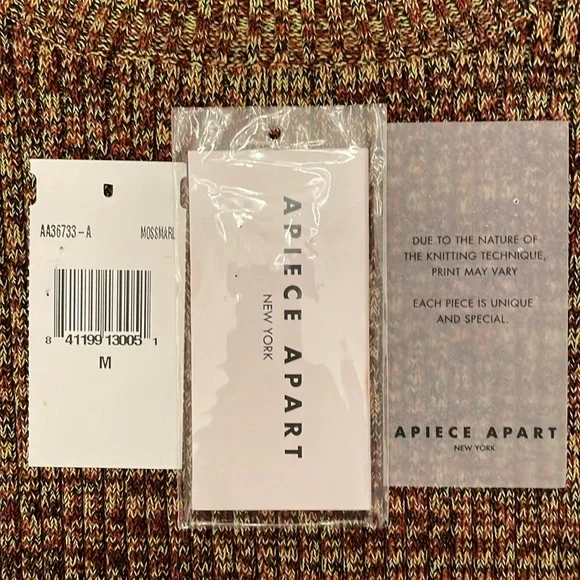 AA36733-A MOSSMARL
8 41199 13005 1
M
APIECE APART
NEW YORK
DUE TO THE NATURE OF
THE KNITTING TECHNIQUE,
PRINT MAY VARY
EACH PIECE IS UNIQUE
AND SPECIAL.
APIECE APART
NEW YORK